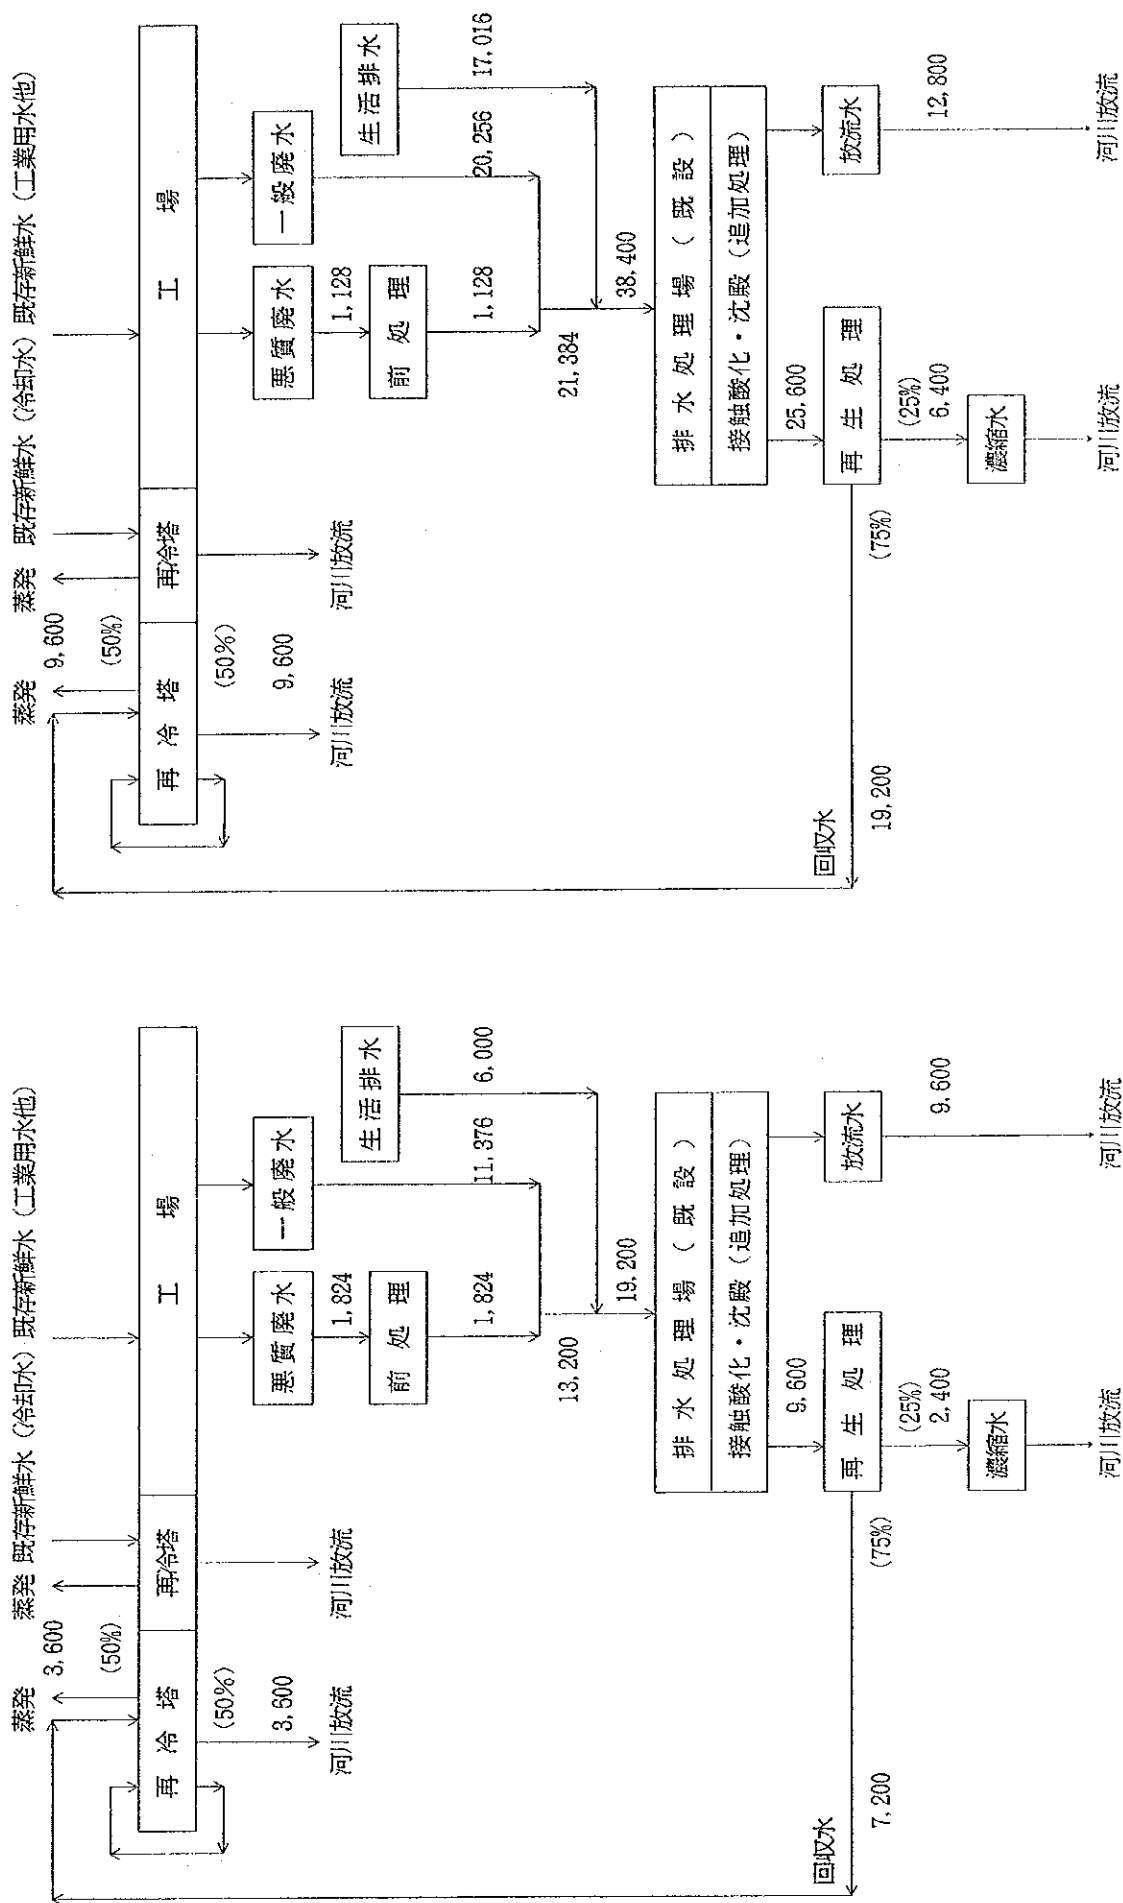 蒸発 既存新鮮水(冷却水) 既存新鮮水(工業用水他)
蒸発
3,600
(50%)
再冷塔
再冷塔
工場
(50%)
3,600
河川放流
河川放流
悪質廃水
一般廃水
生活排水
1,824
前処理
1,824
11,376
6,000
13,200
19,200
排水処理場(既設)
接触酸化・沈殿(追加処理)
9,600
再生処理
放流水
(75%)
(25%)
2,400
9,600
回収水
7,200
濃縮水
河川放流
河川放流
蒸発 既存新鮮水(冷却水) 既存新鮮水(工業用水他)
蒸発
9,600
(50%)
再冷塔
再冷塔
工場
(50%)
9,600
河川放流
河川放流
悪質廃水
一般廃水
生活排水
1,128
前処理
1,128
20,256
17,016
21,384
38,400
排水処理場(既設)
接触酸化・沈殿(追加処理)
25,600
再生処理
放流水
(75%)
(25%)
6,400
12,800
回収水
19,200
濃縮水
河川放流
河川放流